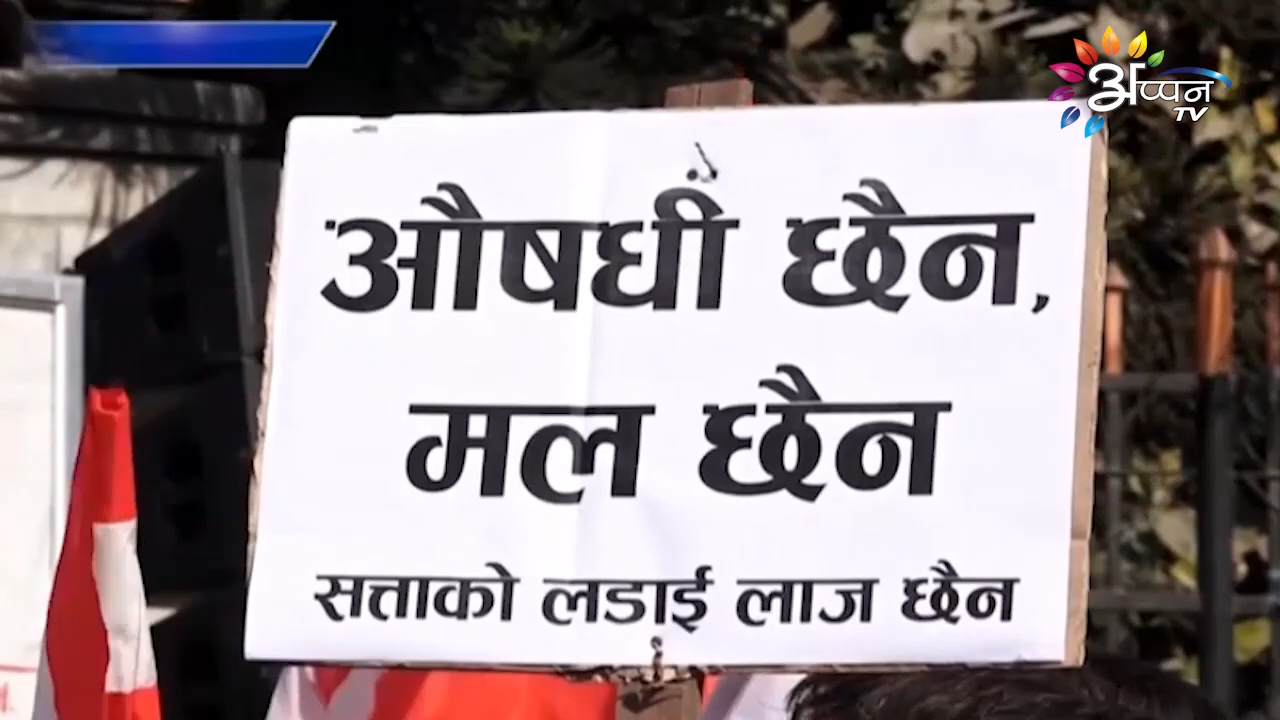 अप्पन
TV
औषधी छैन,
मल छैन
सत्ताको लडाई लाज छैन